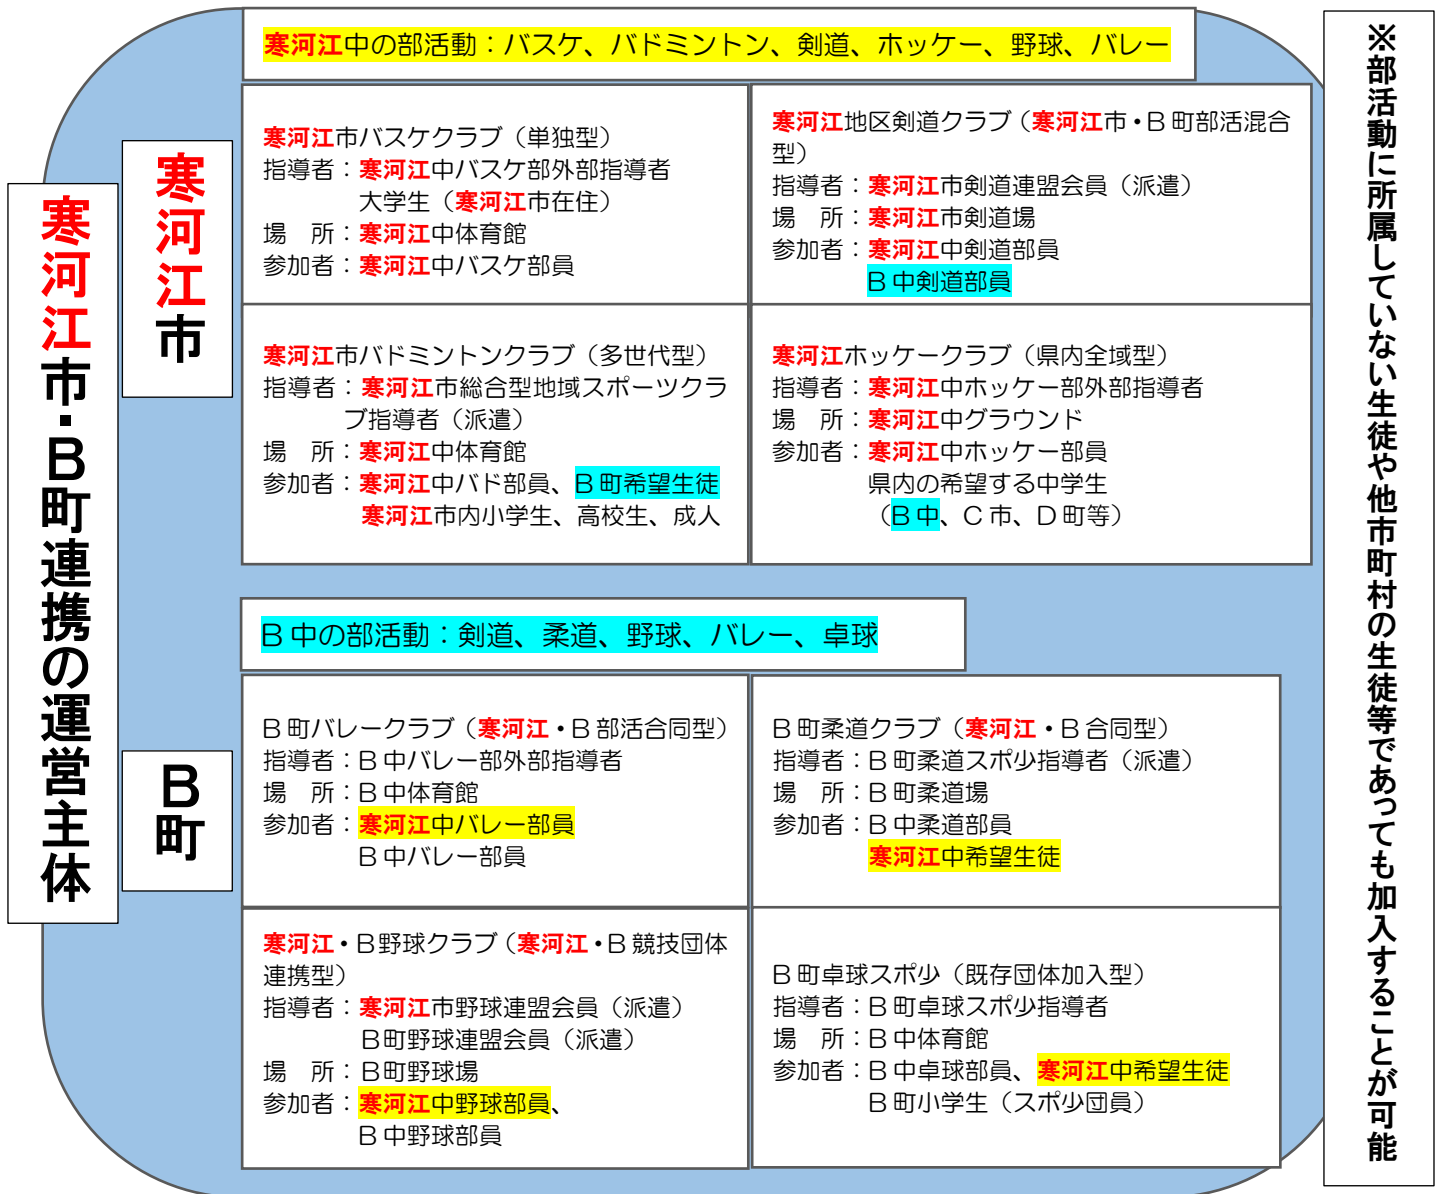 寒河江市・B町連携の運営主体
寒河江市
寒河江中の部活動：バスケ、バドミントン、剣道、ホッケー、野球、バレー
寒河江市バスケクラブ（単独型）
指導者：寒河江中バスケ部外部指導者
大学生（寒河江市在住）
場　所：寒河江中体育館
参加者：寒河江中バスケ部員
寒河江地区剣道クラブ（寒河江市・B町部活混合
型）
指導者：寒河江市剣道連盟会員（派遣）
場　所：寒河江市剣道場
参加者：寒河江中剣道部員
B中剣道部員
寒河江市バドミントンクラブ（多世代型）
指導者：寒河江市総合型地域スポーツクラ
ブ指導者（派遣）
場　所：寒河江中体育館
参加者：寒河江中バド部員、B町希望生徒
寒河江市内小学生、高校生、成人
寒河江ホッケークラブ（県内全域型）
指導者：寒河江中ホッケー部外部指導者
場　所：寒河江中グラウンド
参加者：寒河江中ホッケー部員
県内の希望する中学生
（B中、C市、D町等）
B町
B中の部活動：剣道、柔道、野球、バレー、卓球
B町バレークラブ（寒河江・B部活合同型）
指導者：B中バレー部外部指導者
場　所：B中体育館
参加者：寒河江中バレー部員
B中バレー部員
B町柔道クラブ（寒河江・B合同型）
指導者：B町柔道スポ少指導者（派遣）
場　所：B町柔道場
参加者：B中柔道部員
寒河江中希望生徒
寒河江・B野球クラブ（寒河江・B競技団体
連携型）
指導者：寒河江市野球連盟会員（派遣）
B町野球連盟会員（派遣）
場　所：B町野球場
参加者：寒河江中野球部員、
B中野球部員
B町卓球スポ少（既存団体加入型）
指導者：B町卓球スポ少指導者
場　所：B中体育館
参加者：B中卓球部員、寒河江中希望生徒
B町小学生（スポ少団員）
※部活動に所属していない生徒や他市町村の生徒等であっても加入することが可能